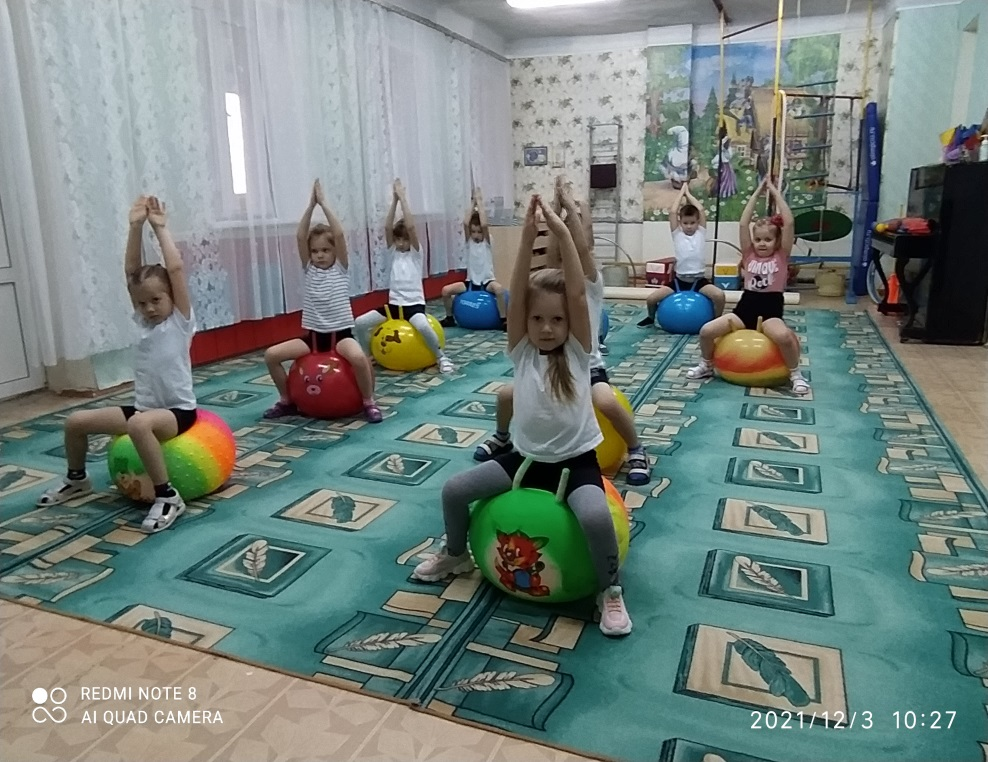 REDMI NOTE 8
AI QUAD CAMERA
2021/12/3 10:27